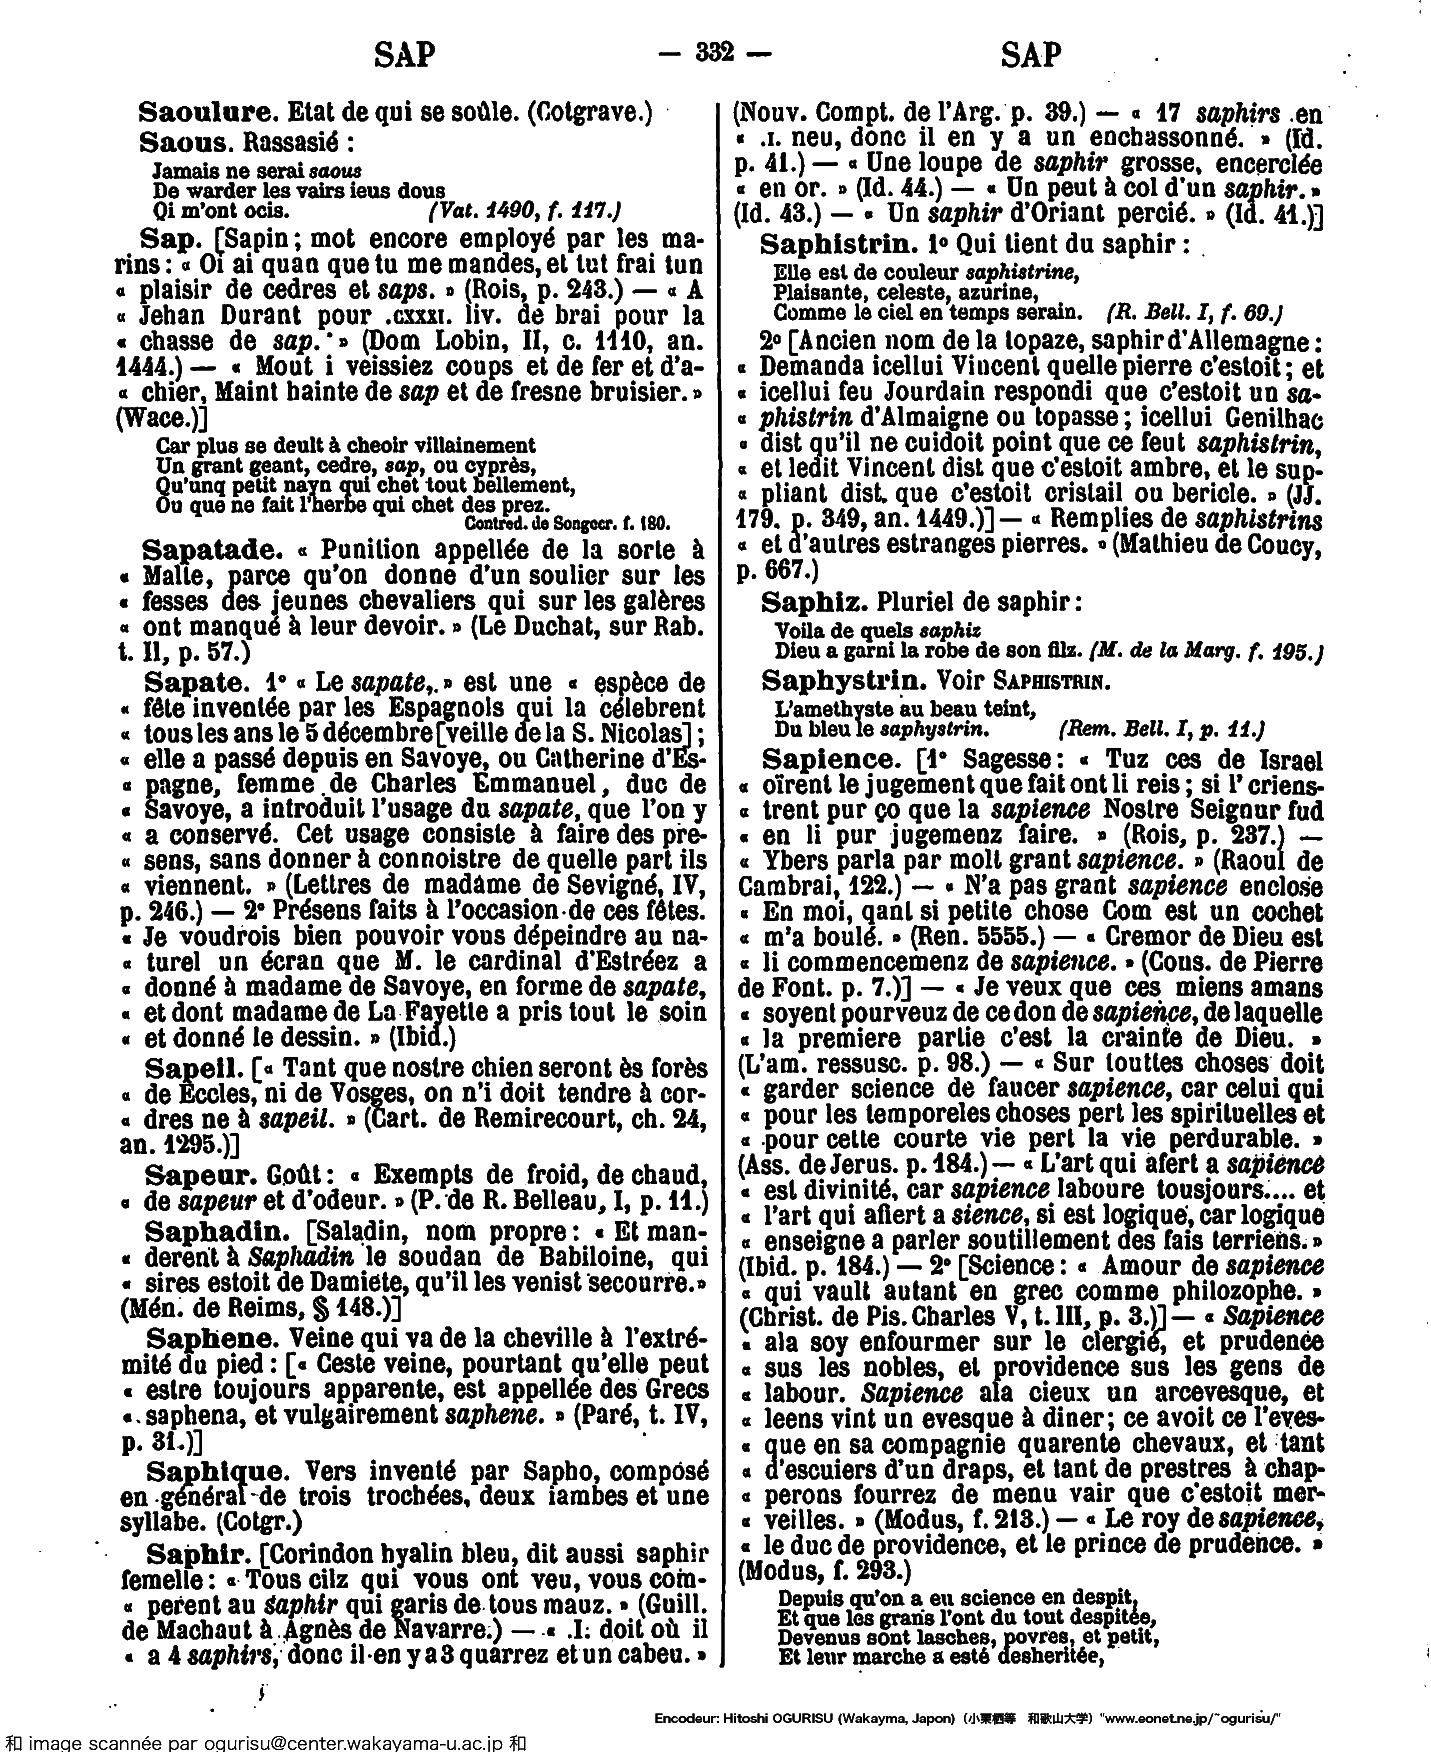 SAP — 332 — SAP
Saoulure. Etat de qui se soûle. (Cotgrave.)
Saous. Rassasié :
Jamais ne serai saous
De warder les vairs ieus dous
Qi m'ont ocis. (Vat. 1490, f. 117.)
Sap. [Sapin ; mot encore employé par les ma-
rins : « Oi ai quan que tu me mandes, et tut frai tun
« plaisir de cedres et saps. » (Rois, p. 243.) — « A
« Jehan Durant pour .CXXXI. liv. de brai pour la
« chasse de sap. » (Dom Lobin, II, c. 1110, an.
1444.) — « Mout i veissiez coups et de fer et d'a-
« chier, Maint hainte de sap et de fresne bruisier. »
(Wace.)]
Car plus se deult à cheoir villainement
Un grant geant, cedre, sap, ou cyprès,
Qu'unq petit nayn qui chet tout bellement,
Ou que ne fait l'herbe qui chet des prez.
Contred. de Songecr. f. 180.
Sapatade. « Punition appellée de la sorte à
« Malte, parce qu'on donne d'un soulier sur les
« fesses des jeunes chevaliers qui sur les galères
« ont manqué à leur devoir. » (Le Duchat, sur Rab.
t. II, p. 57.)
Sapate. 1° « Le sapate,. » est une « espèce de
« fête inventée par les Espagnols qui la célebrent
« tous les ans le 5 décembre [veille de la S. Nicolas] ;
« elle a passé depuis en Savoye, ou Catherine d'Es-
« pagne, femme de Charles Emmanuel, duc de
« Savoye, a introduit l'usage du sapate, que l'on y
« a conservé. Cet usage consiste à faire des pre-
« sens, sans donner à connoistre de quelle part ils
« viennent. » (Lettres de madame de Sevigné, IV,
p. 246.) — 2° Présens faits à l'occasion de ces fêtes.
« Je voudrois bien pouvoir vous dépeindre au na-
« turel un écran que M. le cardinal d'Estréez a
« donné à madame de Savoye, en forme de sapate,
« et dont madame de La Fayette a pris tout le soin
« et donné le dessin. » (Ibid.)
Sapeil. [« Tant que nostre chien seront ès forès
« de Eccles, ni de Vosges, on n'i doit tendre à cor-
« dres ne à sapeil. » (Cart. de Remirecourt, ch. 24,
an. 1295.)]
Sapeur. Goût : « Exempts de froid, de chaud,
« de sapeur et d'odeur. » (P. de R. Belleau, I, p. 11.)
Saphadin. [Saladin, nom propre : « Et man-
« derent à Saphadin le soudan de Babiloine, qui
« sires estoit de Damiete, qu'il les venist secourre. »
(Mén. de Reims, § 148.)]
Saphene. Veine qui va de la cheville à l'extré-
mité du pied : [« Ceste veine, pourtant qu'elle peut
« estre toujours apparente, est appellée des Grecs
« saphena, et vulgairement saphene. » (Paré, t. IV,
p. 31.)]
Saphique. Vers inventé par Sapho, composé
en général de trois trochées, deux iambes et une
syllabe. (Cotgr.)
Saphir. [Corindon hyalin bleu, dit aussi saphir
femelle : « Tous cilz qui vous ont veu, vous com-
« perent au saphir qui garis de tous mauz. » (Guill.
de Machaut à Agnès de Navarre.) — « .I. doit où il
« a 4 saphirs, donc il en y a 3 quarrez et un cabeu. »
(Nouv. Compt. de l'Arg. p. 39.) — « 17 saphirs en
« .I. neu, donc il en y a un enchassonné. » (Id.
p. 41.) — « Une loupe de saphir grosse, encerclée
« en or. » (Id. 44.) — « Un peut à col d'un saphir. »
(Id. 43.) — « Un saphir d'Oriant percié. » (Id. 41.)]
Saphistrin. 1° Qui tient du saphir :
Elle est de couleur saphistrine,
Plaisante, celeste, azurine,
Comme le ciel en temps serain. (R. Bell. I, f. 69.)
2° [Ancien nom de la topaze, saphir d'Allemagne :
« Demanda icellui Vincent quelle pierre c'estoit ; et
« icellui feu Jourdain respondi que c'estoit un sa-
« phistrin d'Almaigne ou topasse ; icellui Genilhac
« dist qu'il ne cuidoit point que ce feut saphistrin,
« et ledit Vincent dist que c'estoit ambre, et le sup-
« pliant dist que c'estoit cristail ou bericle. » (JJ.
179. p. 349, an. 1449.)] — « Remplies de saphistrins
« et d'autres estranges pierres. » (Mathieu de Coucy,
p. 667.)
Saphiz. Pluriel de saphir :
Voila de quels saphiz
Dieu a garni la robe de son filz. (M. de la Marg. f. 195.)
Saphystrin. Voir SAPHISTRIN.
L'amethyste au beau teint,
Du bleu le saphystrin. (Rem. Bell. I, p. 11.)
Sapience. [1° Sagesse : « Tuz ces de Israel
« oïrent le jugement que fait ont li reis ; si l' criens-
« trent pur ço que la sapience Nostre Seignur fud
« en li pur jugemenz faire. » (Rois, p. 237.) —
« Ybers parla par molt grant sapience. » (Raoul de
Cambrai, 122.) — « N'a pas grant sapience enclose
« En moi, qant si petite chose Com est un cochet
« m'a boulé. » (Ren. 5555.) — « Cremor de Dieu est
« li commencemenz de sapience. » (Cous. de Pierre
de Font. p. 7.)] — « Je veux que ces miens amans
« soyent pourveuz de ce don de sapience, de laquelle
« la premiere partie c'est la crainte de Dieu. »
(L'am. ressusc. p. 98.) — « Sur touttes choses doit
« garder science de faucer sapience, car celui qui
« pour les temporeles choses pert les spirituelles et
« pour cette courte vie pert la vie perdurable. »
(Ass. de Jerus. p. 184.) — « L'art qui afert a sapience
« est divinité, car sapience laboure tousjours.... et
« l'art qui afiert a sience, si est logique, car logique
« enseigne a parler soutillement des fais terriens. »
(Ibid. p. 184.) — 2° [Science : « Amour de sapience
« qui vault autant en grec comme philozophe. »
(Christ. de Pis. Charles V, t. III, p. 3.)] — « Sapience
« ala soy enfourmer sur le clergié, et prudence
« sus les nobles, et providence sus les gens de
« labour. Sapience ala cieux un arcevesque, et
« leens vint un evesque à diner ; ce avoit ce l'eves-
« que en sa compagnie quarente chevaux, et tant
« d'escuiers d'un draps, et tant de prestres à chap-
« perons fourrez de menu vair que c'estoit mer-
« veilles. » (Modus, f. 213.) — « Le roy de sapience,
« le duc de providence, et le prince de prudence. »
(Modus, f. 293.)
Depuis qu'on a eu science en despit,
Et que les grans l'ont du tout despitée,
Devenus sont lasches, povres, et petit,
Et leur marche a esté desheritée,
Encodeur: Hitoshi OGURISU (Wakayma, Japon) (小栗栖等 和歌山大学) "www.eonet.ne.jp/~ogurisu/"
和 image scannée par ogurisu@center.wakayama-u.ac.jp 和